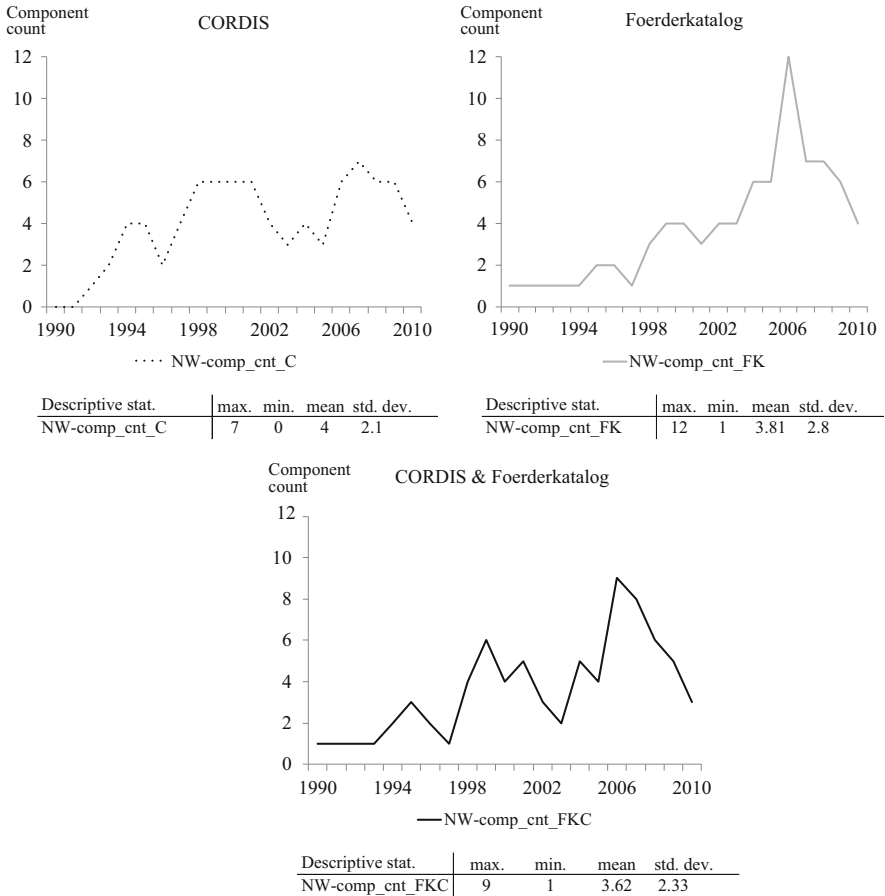 Component
count
CORDIS
12
10
8
6
4
2
0
1990 1994 1998 2002 2006 2010
NW-comp_cnt_C
Descriptive stat. max. min. mean std. dev.
NW-comp_cnt_C 7 0 4 2.1
Component
count
Foerderkatalog
12
10
8
6
4
2
0
1990 1994 1998 2002 2006 2010
NW-comp_cnt_FK
Descriptive stat. max. min. mean std. dev.
NW-comp_cnt_FK 12 1 3.81 2.8
Component
count
CORDIS & Foerderkatalog
12
10
8
6
4
2
0
1990 1994 1998 2002 2006 2010
NW-comp_cnt_FKC
Descriptive stat. max. min. mean std. dev.
NW-comp_cnt_FKC 9 1 3.62 2.33